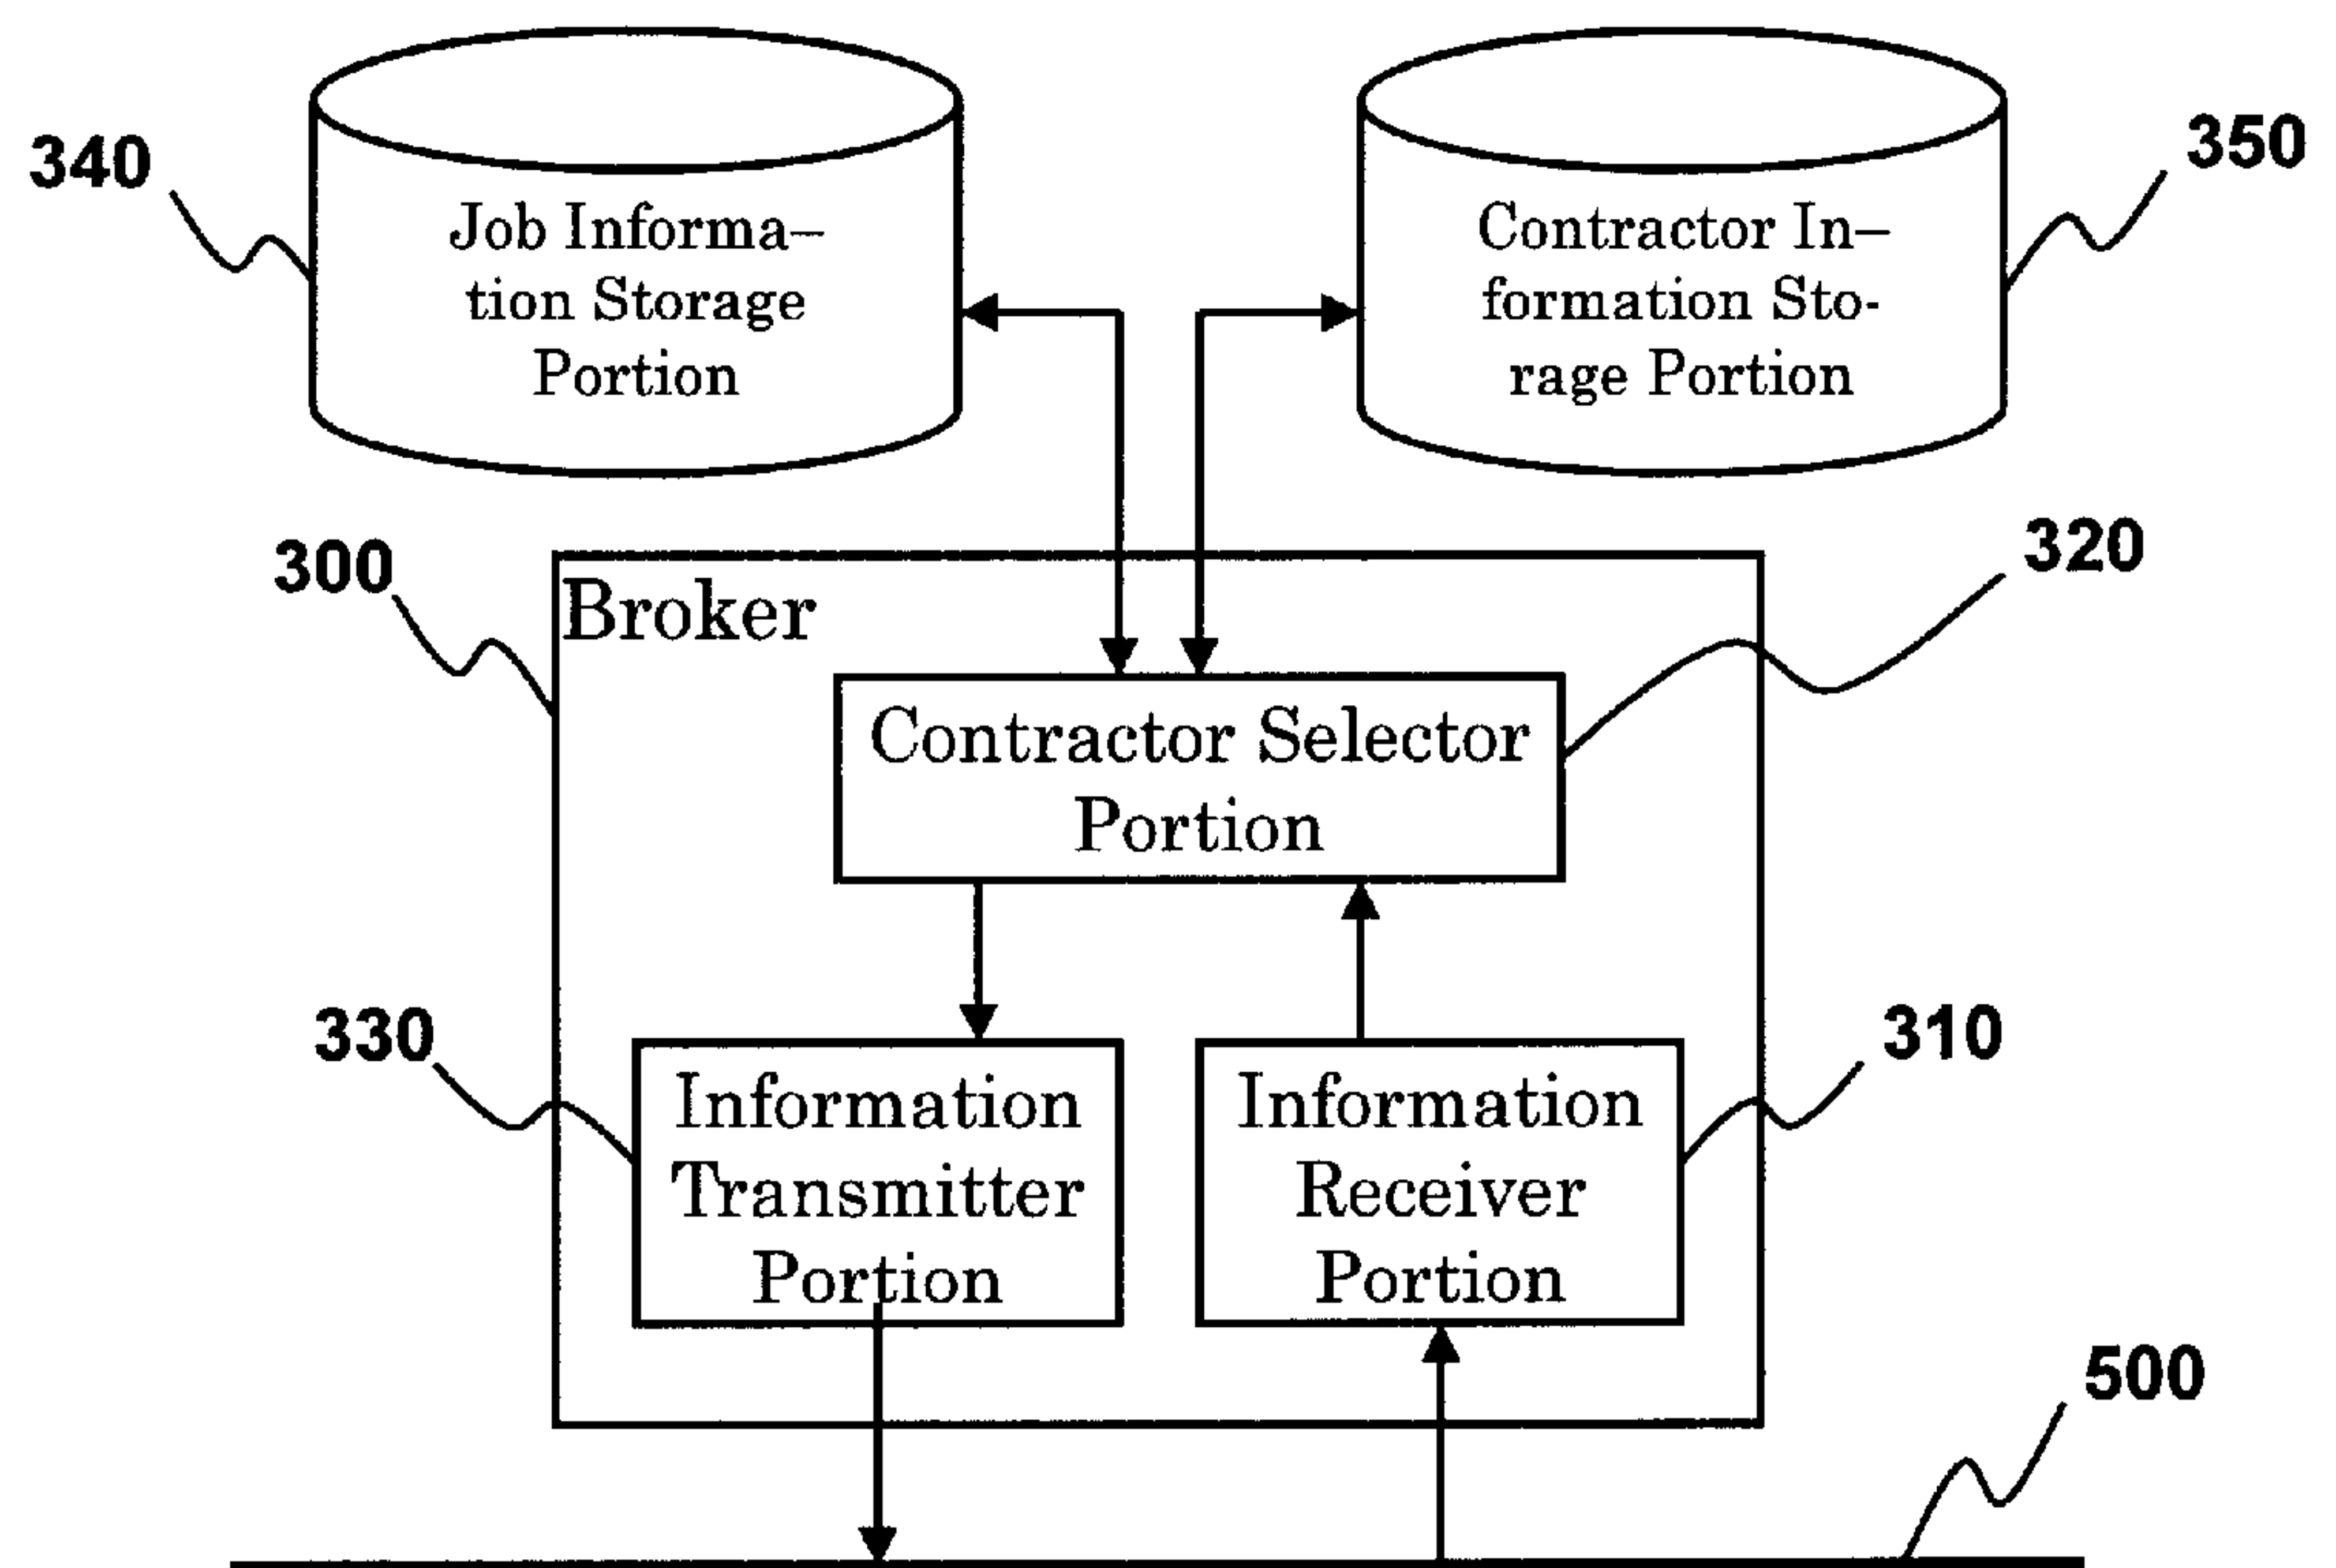 340
Job Informa–
tion Storage
Portion
350
Contractor In–
formation Sto-
rage Portion
300
Broker
320
Contractor Selector
Portion
330
Information
Transmitter
Portion
310
Information
Receiver
Portion
500